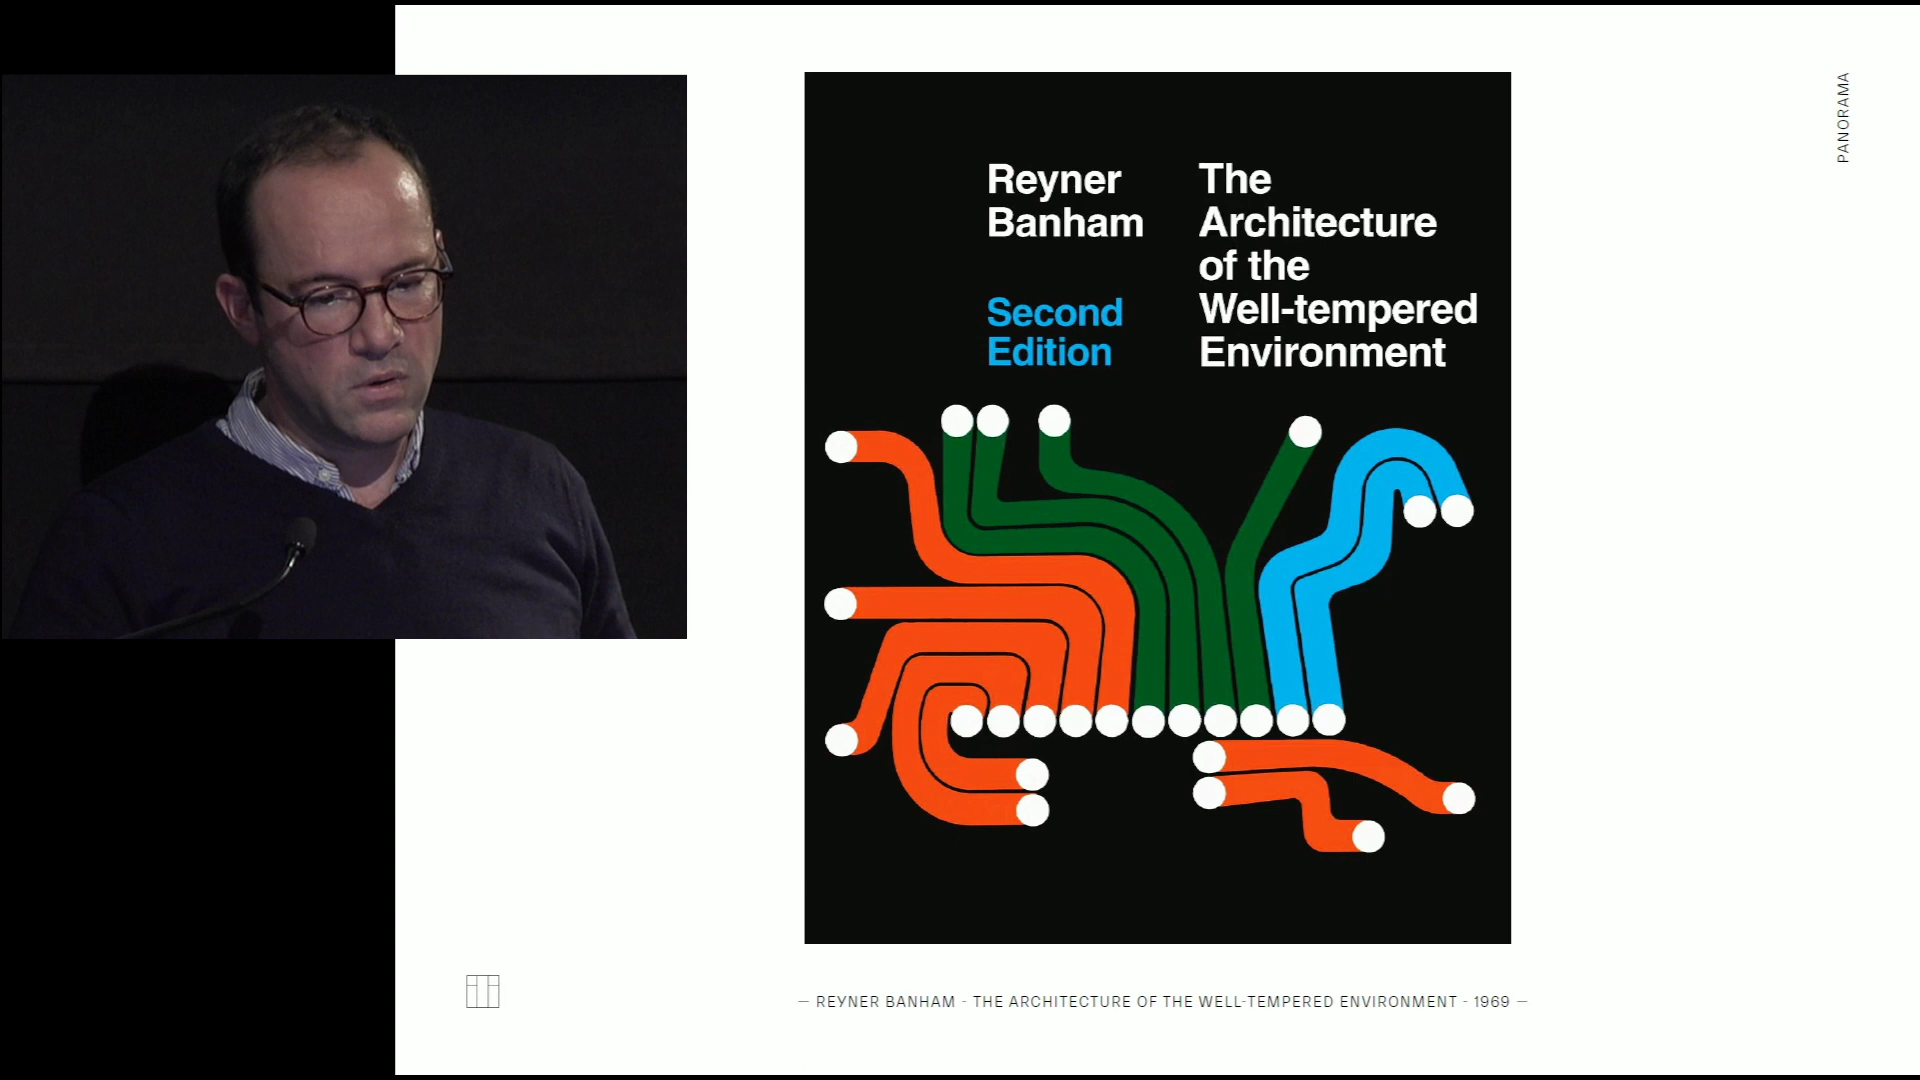 PANORAMA
Reyner
Banham
Second
Edition
The
Architecture
of the
Well-tempered
Environment
— REYNER BANHAM - THE ARCHITECTURE OF THE WELL-TEMPERED ENVIRONMENT - 1969 —